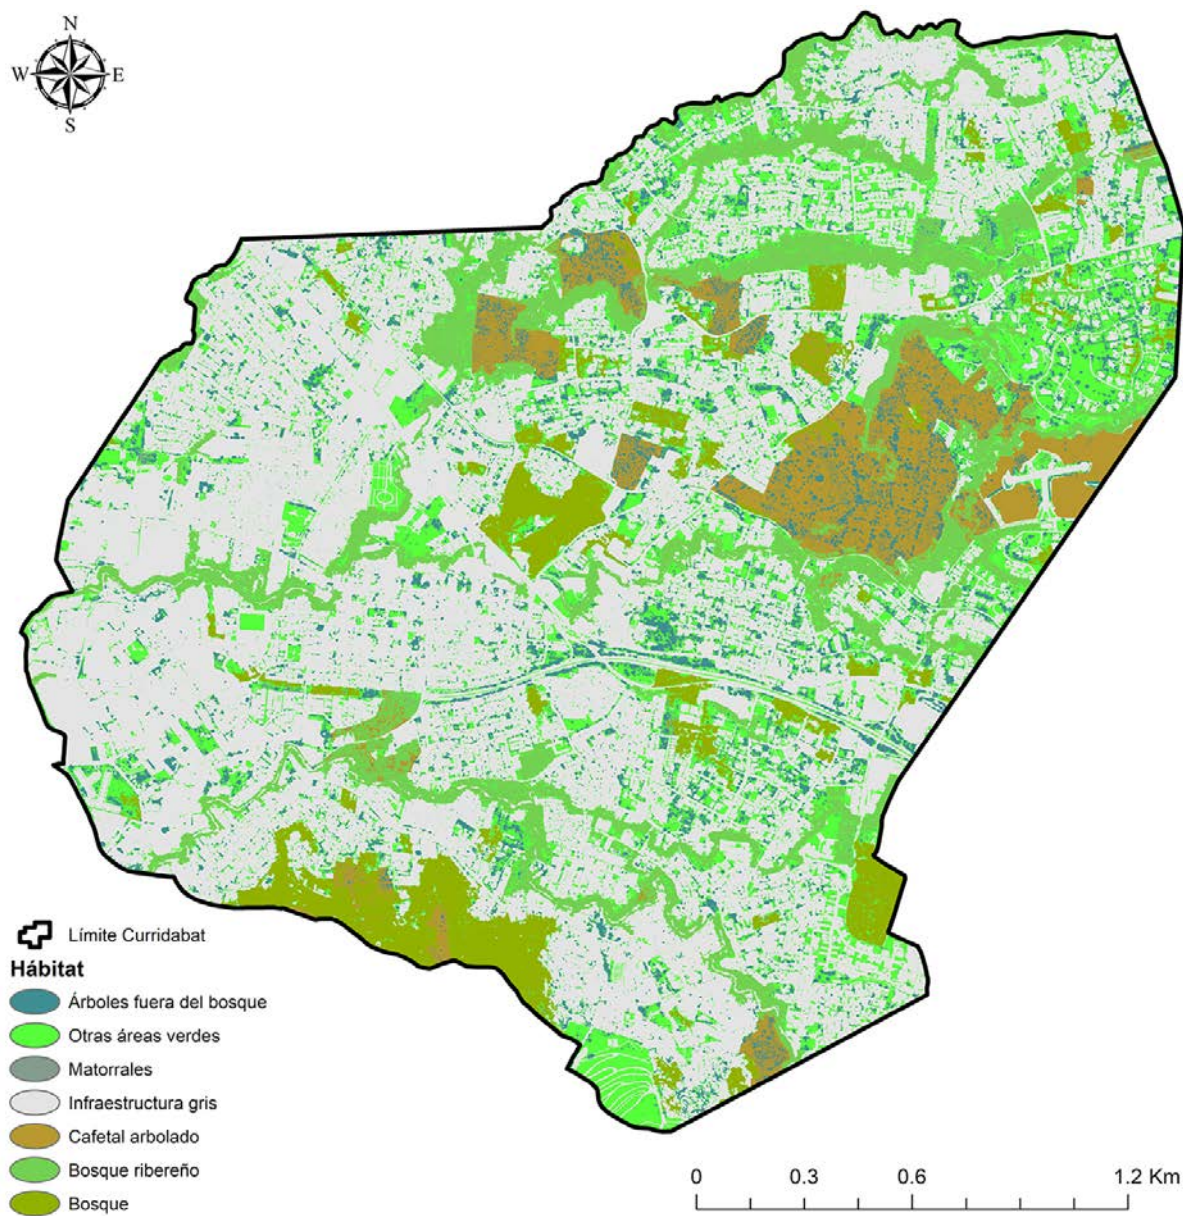 N
W E
S
Límite Curridabat
Hábitat
Árboles fuera del bosque
Otras áreas verdes
Matorrales
Infraestructura gris
Cafetal arbolado
Bosque ribereño
Bosque
0 0.3 0.6 1.2 Km